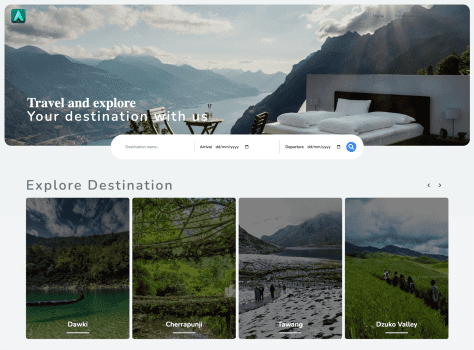 Home
Travel and explore
Your destination with us
Destination name..
Arrival dd/mm/yyyy
Departure dd/mm/yyyy
Explore Destination
Dawki
Cherrapunji
Tawang
Dzuko Valley